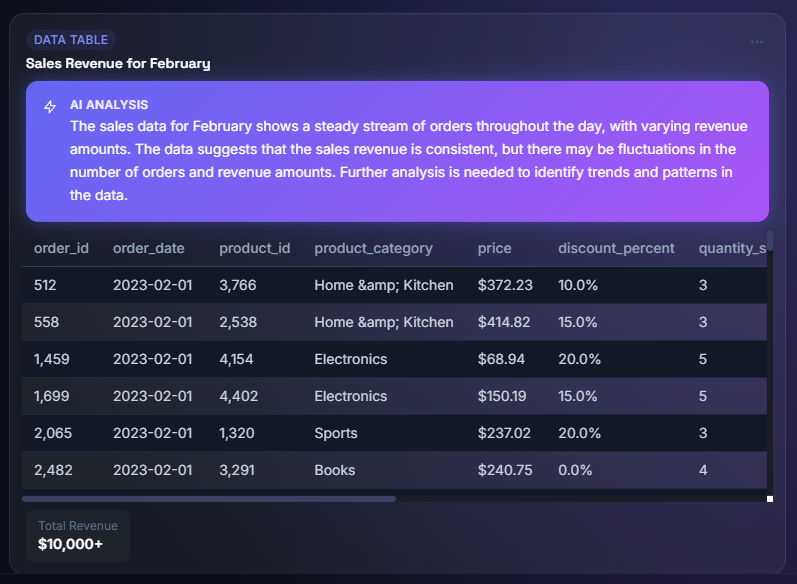 DATA TABLE
Sales Revenue for February
AI ANALYSIS
The sales data for February shows a steady stream of orders throughout the day, with varying revenue
amounts. The data suggests that the sales revenue is consistent, but there may be fluctuations in the
number of orders and revenue amounts. Further analysis is needed to identify trends and patterns in
the data.
order_id order_date product_id product_category price discount_percent quantity_s
512 2023-02-01 3,766 Home &amp; Kitchen $372.23 10.0% 3
558 2023-02-01 2,538 Home &amp; Kitchen $414.82 15.0% 3
1,459 2023-02-01 4,154 Electronics $68.94 20.0% 5
1,699 2023-02-01 4,402 Electronics $150.19 15.0% 5
2,065 2023-02-01 1,320 Sports $237.02 20.0% 3
2,482 2023-02-01 3,291 Books $240.75 0.0% 4
Total Revenue
$10,000+